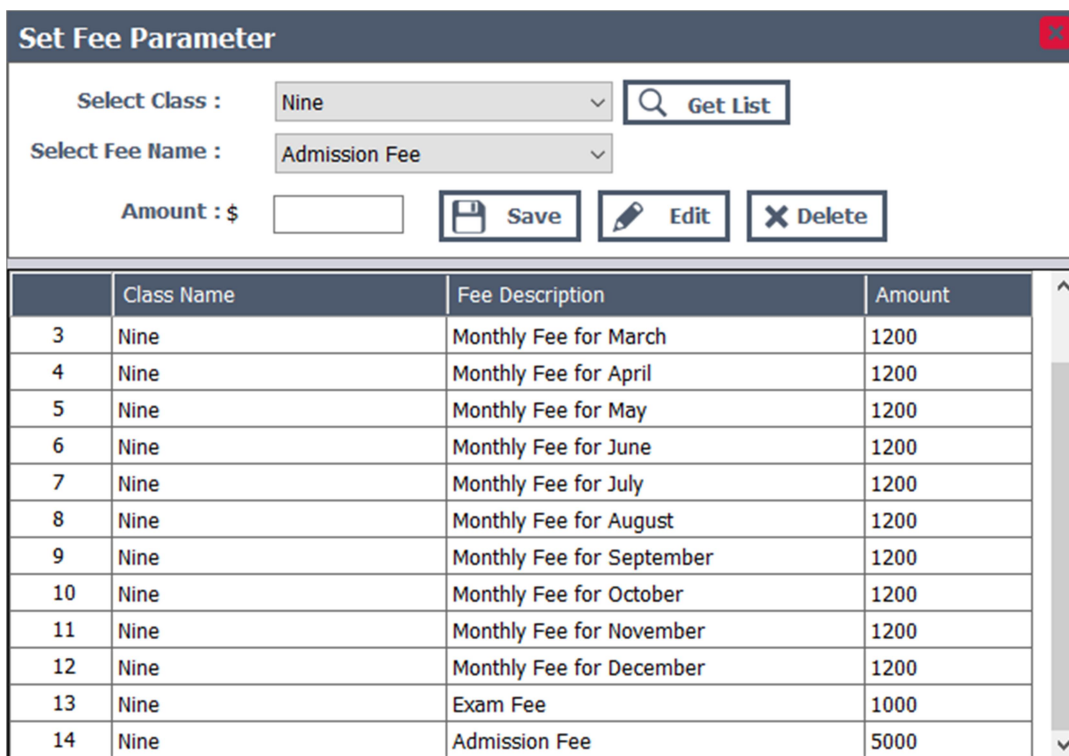 Set Fee Parameter
Select Class : Nine Get List
Select Fee Name : Admission Fee
Amount : $ Save Edit Delete
Class Name Fee Description Amount
3 Nine Monthly Fee for March 1200
4 Nine Monthly Fee for April 1200
5 Nine Monthly Fee for May 1200
6 Nine Monthly Fee for June 1200
7 Nine Monthly Fee for July 1200
8 Nine Monthly Fee for August 1200
9 Nine Monthly Fee for September 1200
10 Nine Monthly Fee for October 1200
11 Nine Monthly Fee for November 1200
12 Nine Monthly Fee for December 1200
13 Nine Exam Fee 1000
14 Nine Admission Fee 5000